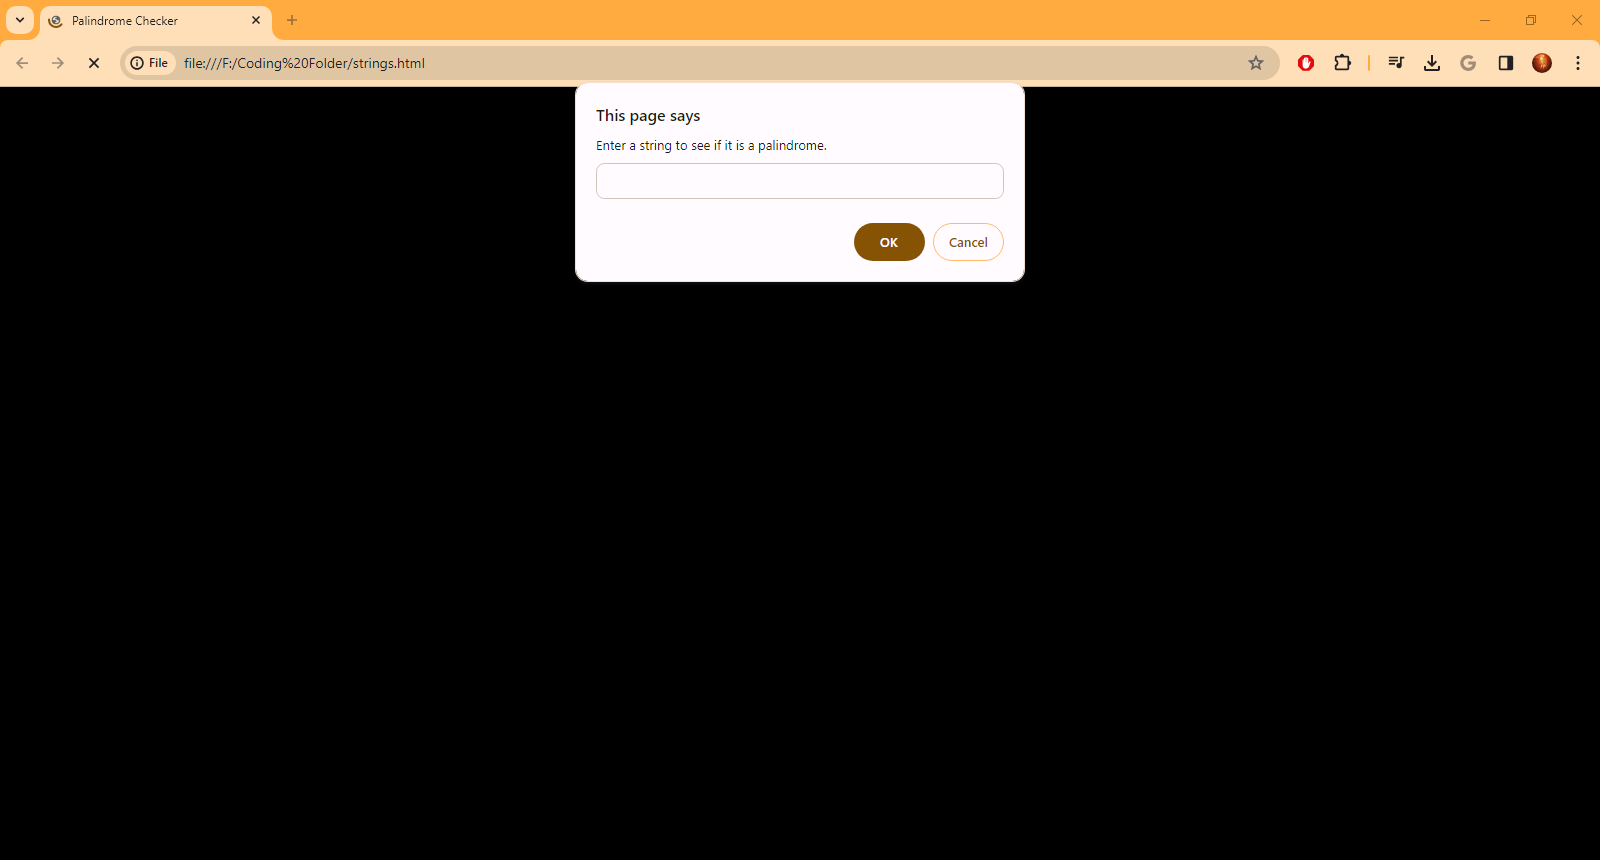 Palindrome Checker
File file:///F:/Coding%20Folder/strings.html
This page says
Enter a string to see if it is a palindrome.
OK Cancel